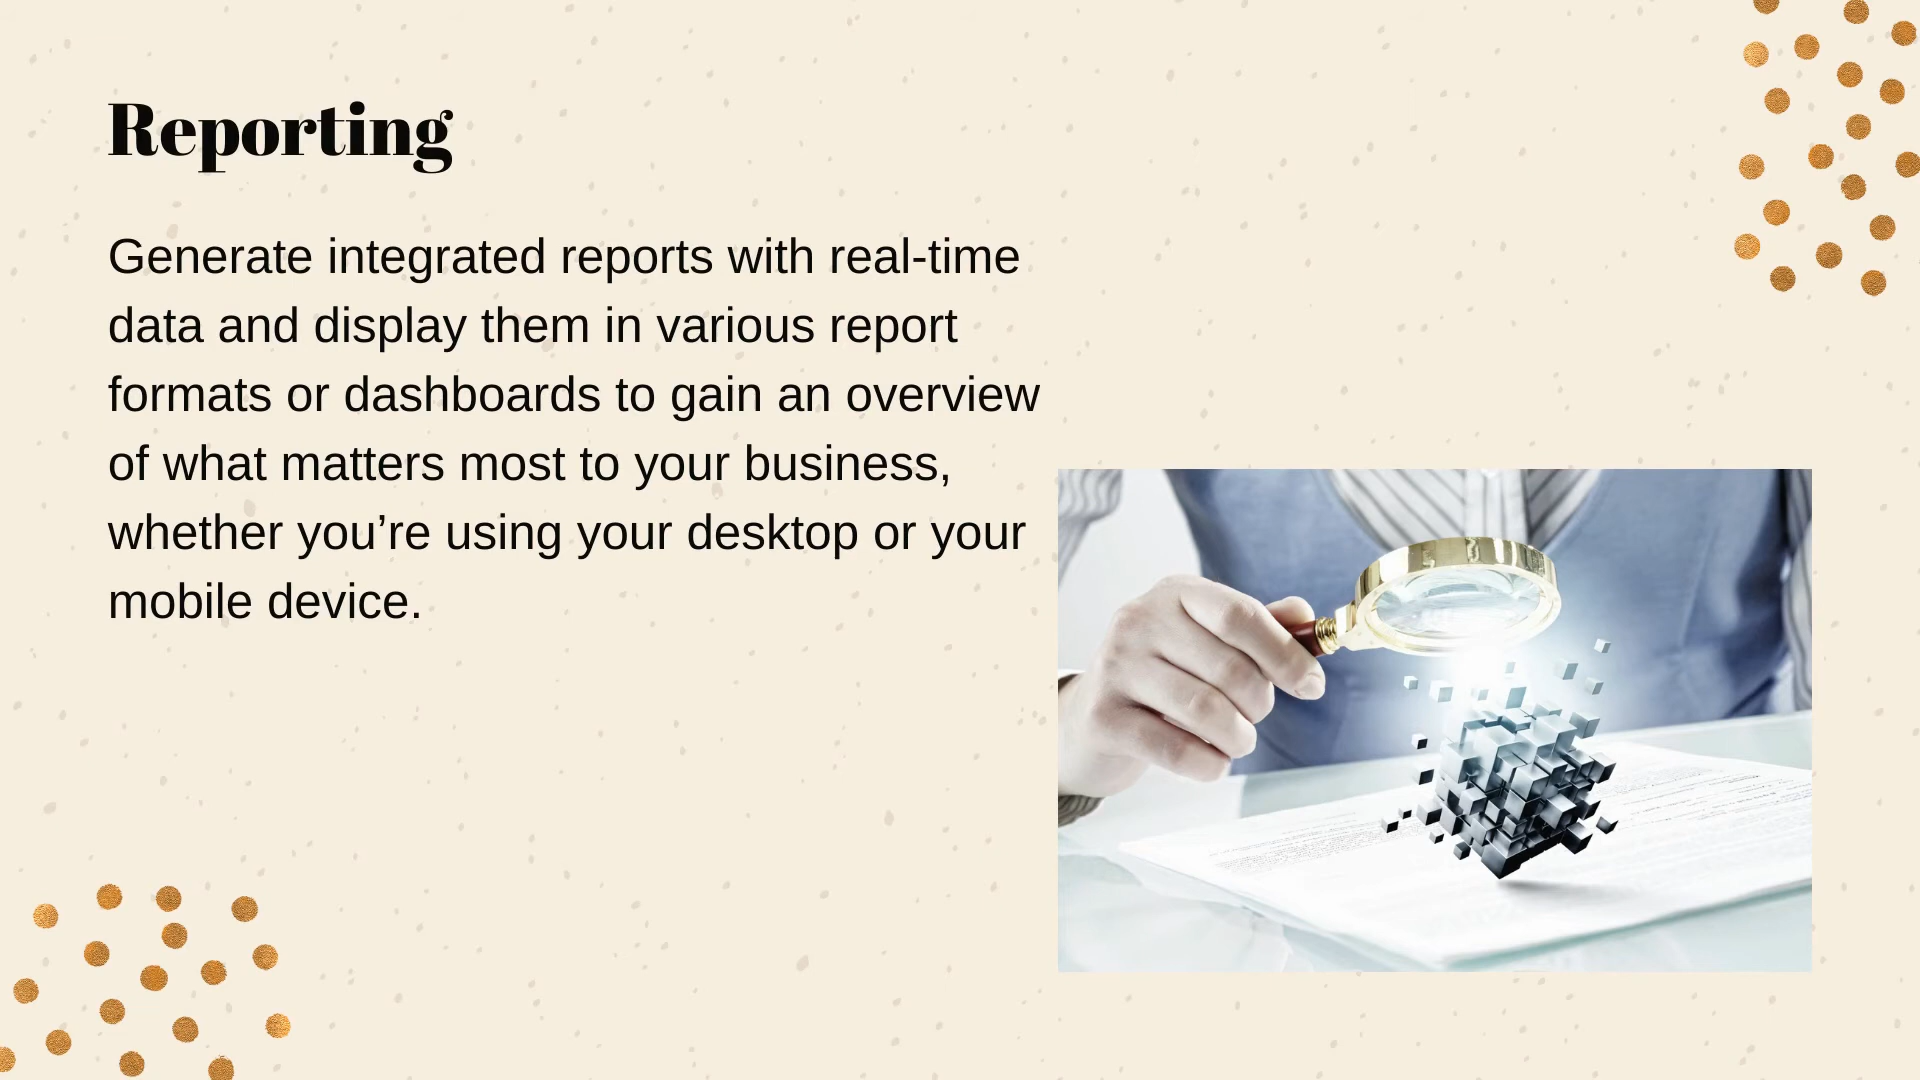 Reporting
Generate integrated reports with real-time
data and display them in various report
formats or dashboards to gain an overview
of what matters most to your business,
whether you’re using your desktop or your
mobile device.